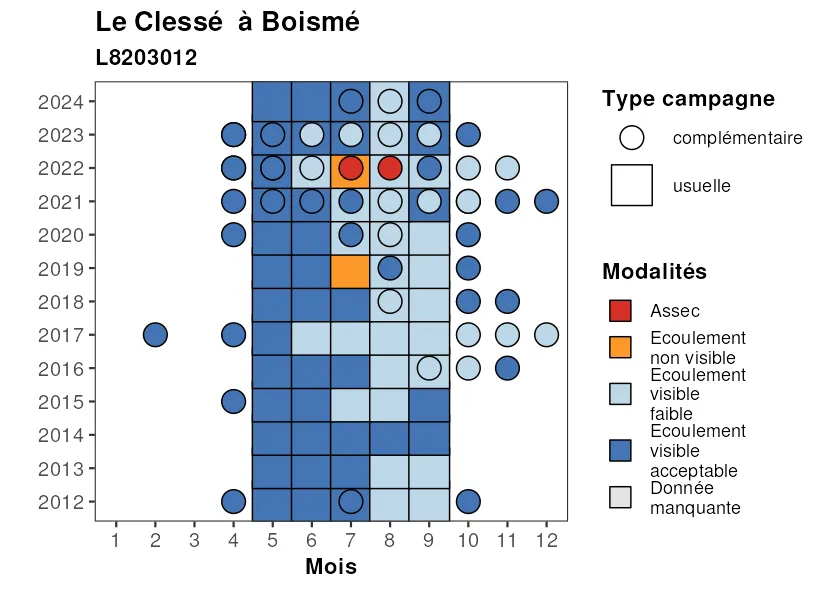 Le Clessé  à Boismé
L8203012
2024
2023
2022
2021
2020
2019
2018
2017
2016
2015
2014
2013
2012
1 2 3 4 5 6 7 8 9 10 11 12
Mois
Type campagne
complémentaire
usuelle
Modalités
Assec
Ecoulement
non visible
Ecoulement
visible
faible
Ecoulement
visible
acceptable
Donnée
manquante